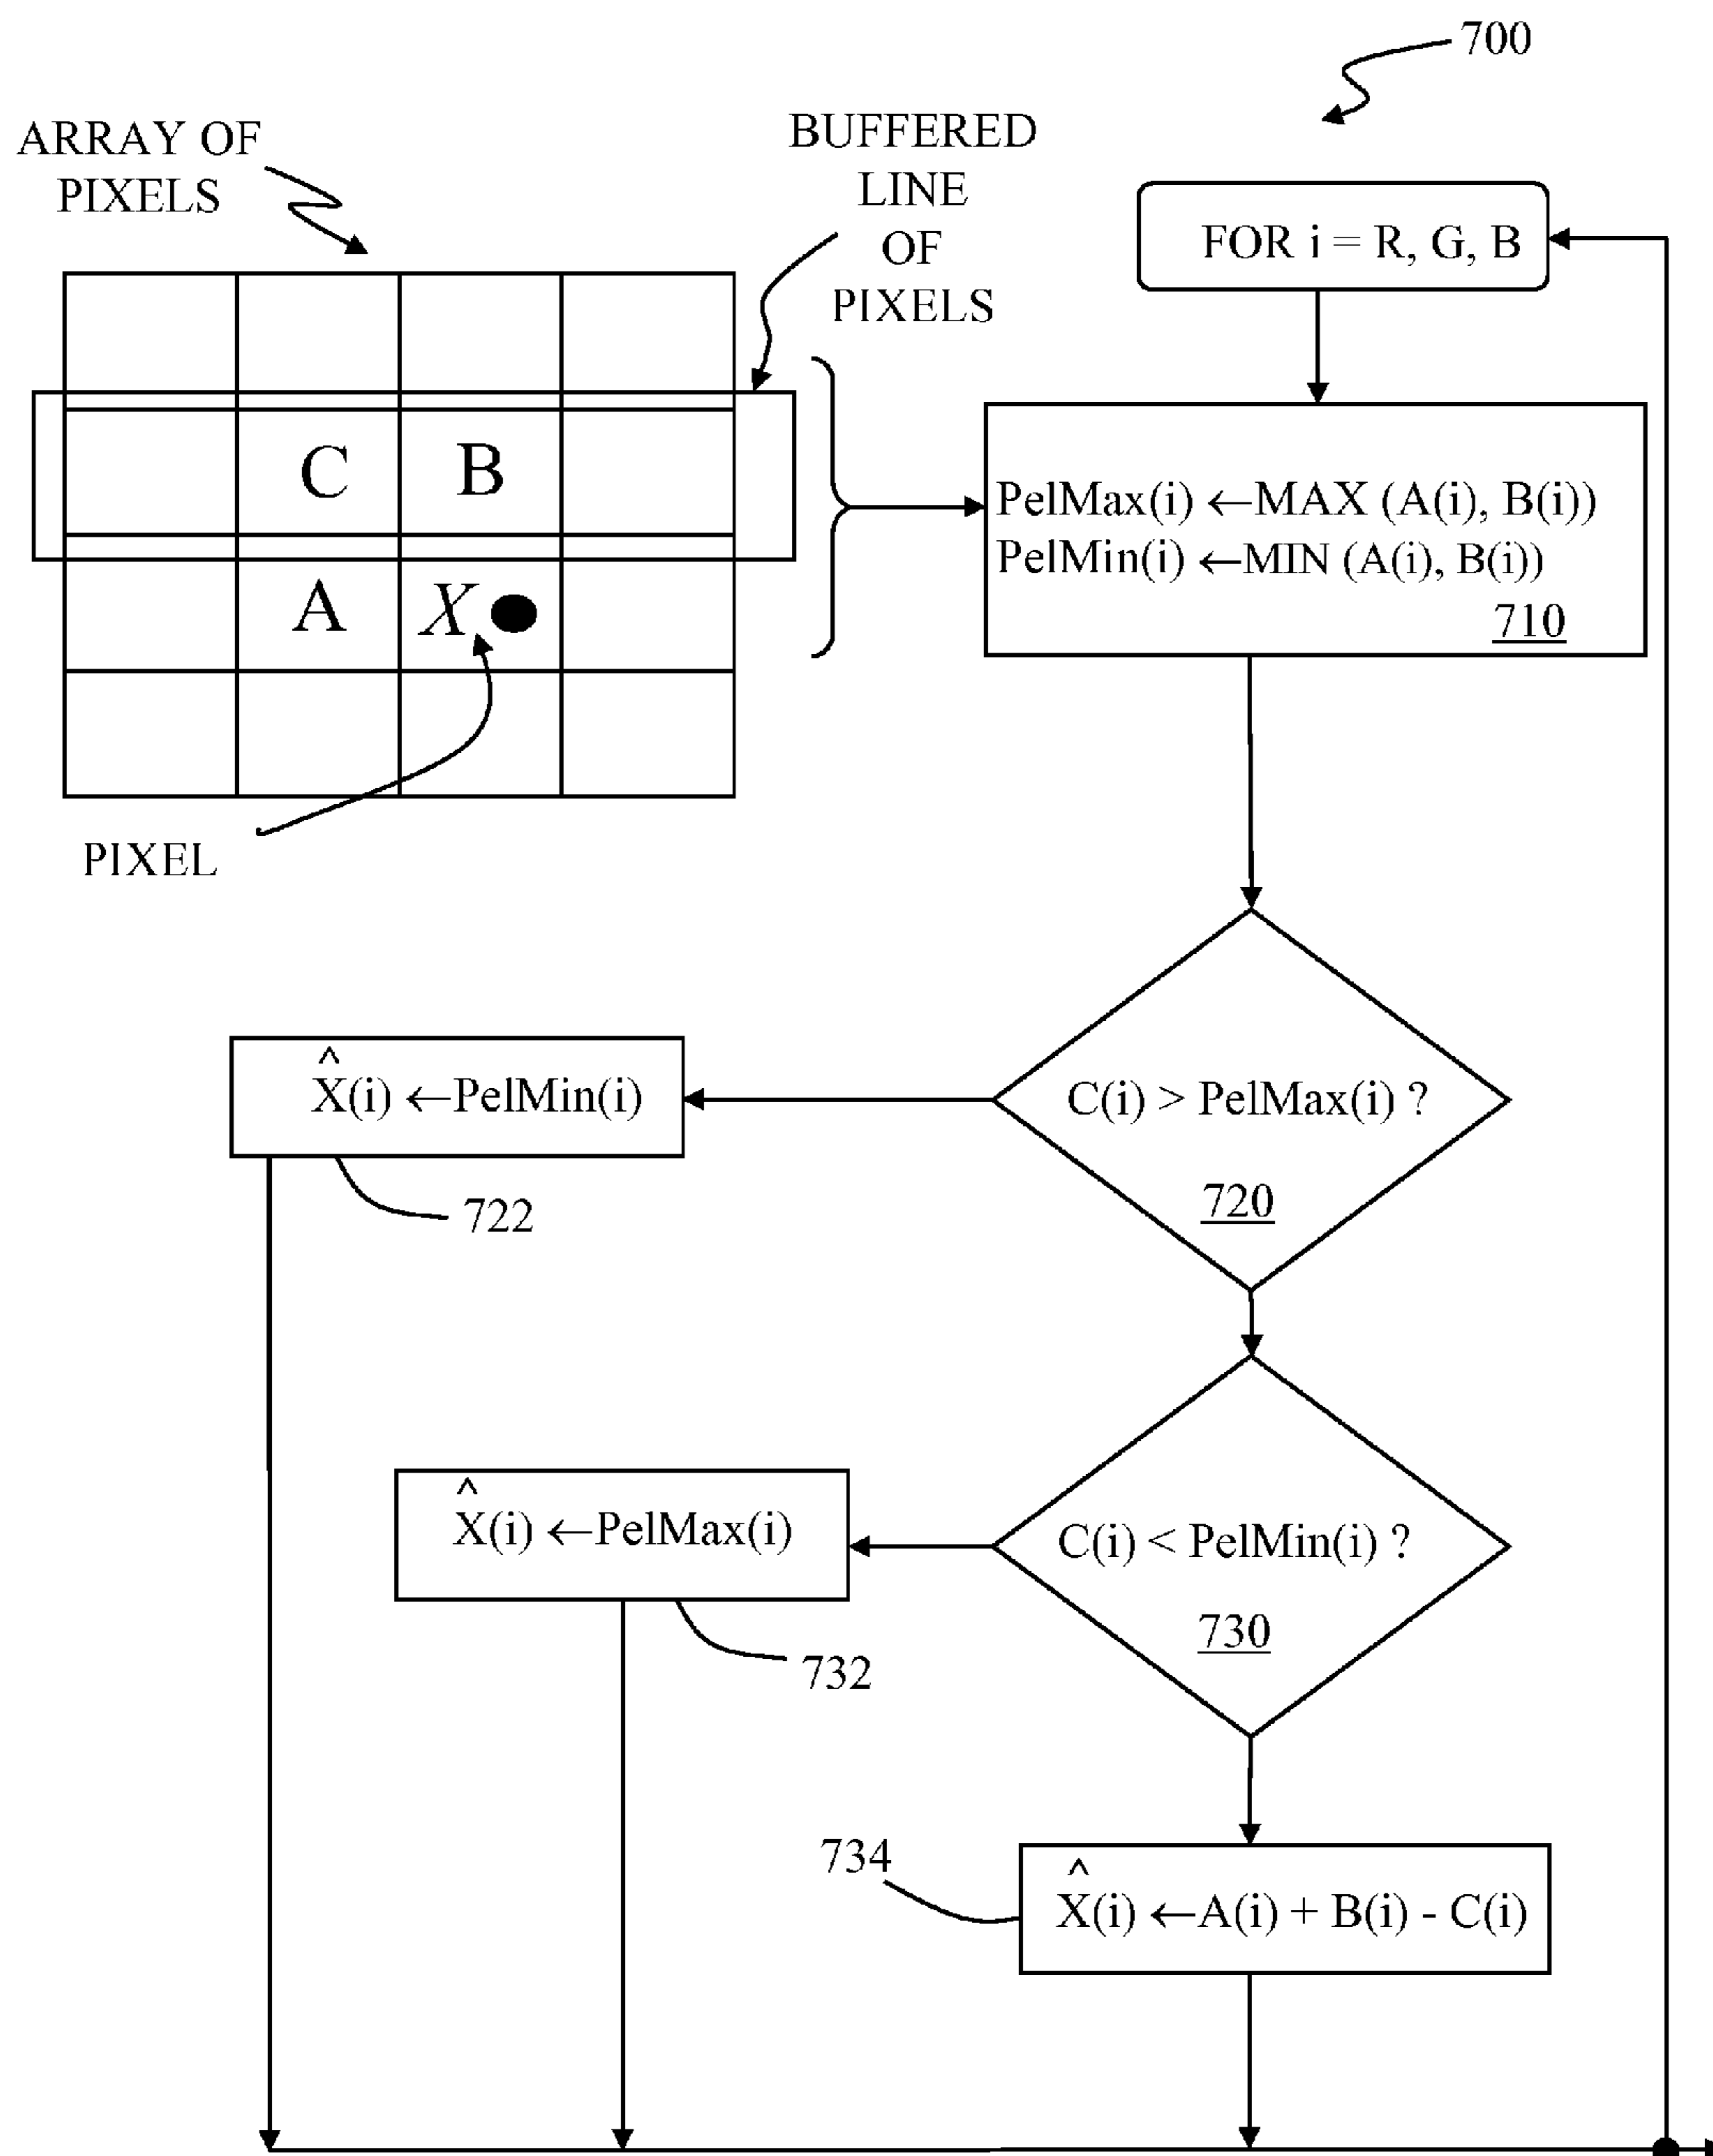 700
ARRAY OF
PIXELS
BUFFERED
LINE
OF
PIXELS
FOR i = R, G, B
C B
A X
PIXEL
PelMax(i) ←MAX (A(i), B(i))
PelMin(i) ←MIN (A(i), B(i))
710
C(i) > PelMax(i) ?
720
X̂(i) ←PelMin(i)
722
C(i) < PelMin(i) ?
730
X̂(i) ←PelMax(i)
732
734
X̂(i) ←A(i) + B(i) - C(i)